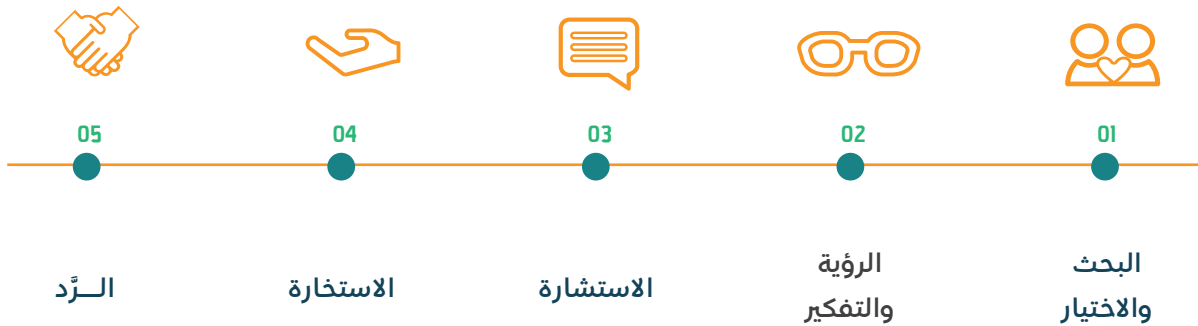 01
البحث
والاختيار
02
الرؤية
والتفكير
03
الاستشارة
04
الاستخارة
05
الــرَّد